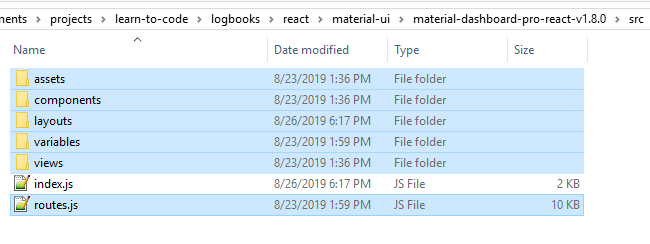 ments › projects › learn-to-code › logbooks › react › material-ui › material-dashboard-pro-react-v1.8.0 › src
Name Date modified Type Size
assets 8/23/2019 1:36 PM File folder
components 8/23/2019 1:36 PM File folder
layouts 8/26/2019 6:17 PM File folder
variables 8/23/2019 1:59 PM File folder
views 8/23/2019 1:36 PM File folder
index.js 8/26/2019 6:17 PM JS File 2 KB
routes.js 8/23/2019 1:59 PM JS File 10 KB